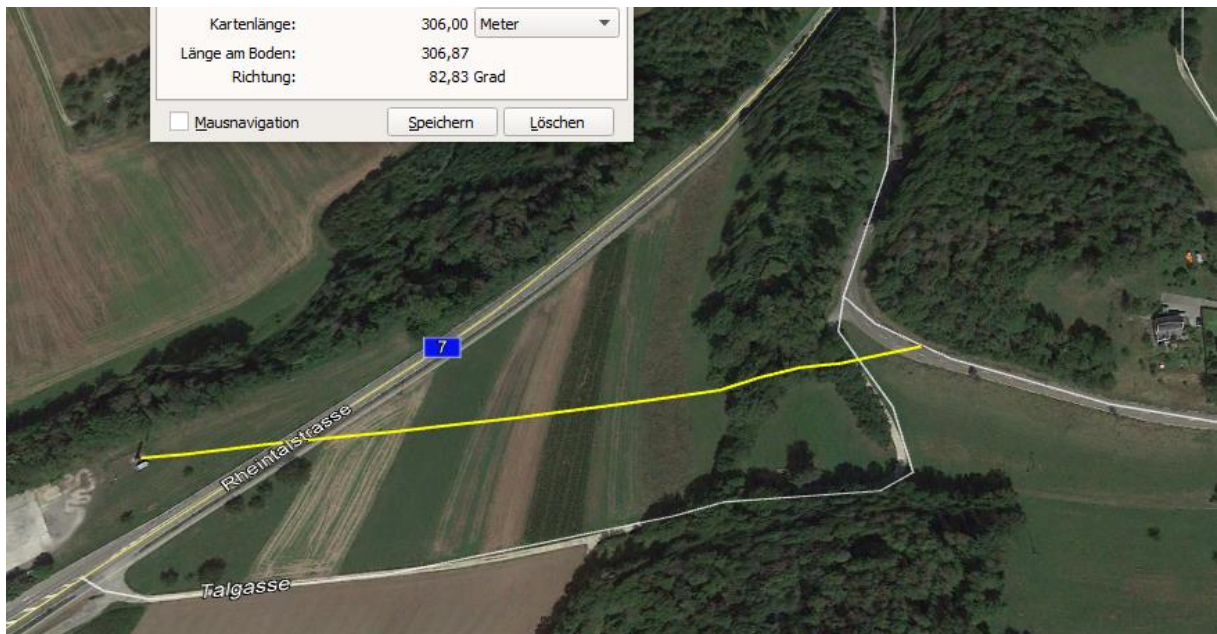 Kartenlänge: 306,00 Meter
Länge am Boden: 306,87
Richtung: 82,83 Grad
Mausnavigation Speichern Löschen
7
Rheintalstrasse
Talgasse